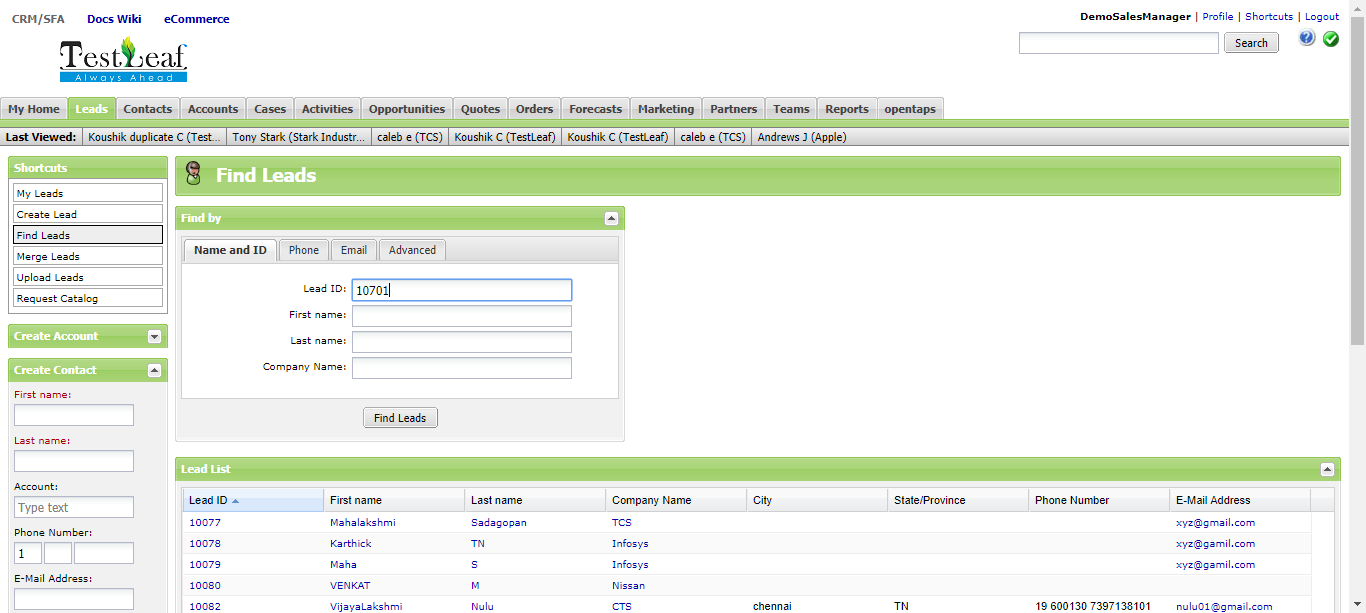 CRM/SFA Docs Wiki eCommerce
DemoSalesManager | Profile | Shortcuts | Logout
Search
TestLeaf
Always Ahead
My Home Leads Contacts Accounts Cases Activities Opportunities Quotes Orders Forecasts Marketing Partners Teams Reports opentaps
Last Viewed: Koushik duplicate C (Test... Tony Stark (Stark Industr... caleb e (TCS) Koushik C (TestLeaf) Koushik C (TestLeaf) caleb e (TCS) Andrews J (Apple)
Shortcuts
My Leads
Create Lead
Find Leads
Merge Leads
Upload Leads
Request Catalog
Create Account
Create Contact
First name:
Last name:
Account:
Type text
Phone Number:
1
E-Mail Address:
Find Leads
Find by
Name and ID Phone Email Advanced
Lead ID: 10701
First name:
Last name:
Company Name:
Find Leads
Lead List
Lead ID First name Last name Company Name City State/Province Phone Number E-Mail Address
10077 Mahalakshmi Sadagopan TCS xyz@gmail.com
10078 Karthick TN Infosys xyz@gamil.com
10079 Maha S Infosys xyz@gamil.com
10080 VENKAT M Nissan
10082 VijayaLakshmi Nulu CTS chennai TN 19 600130 7397138101 nulu01@gmail.com